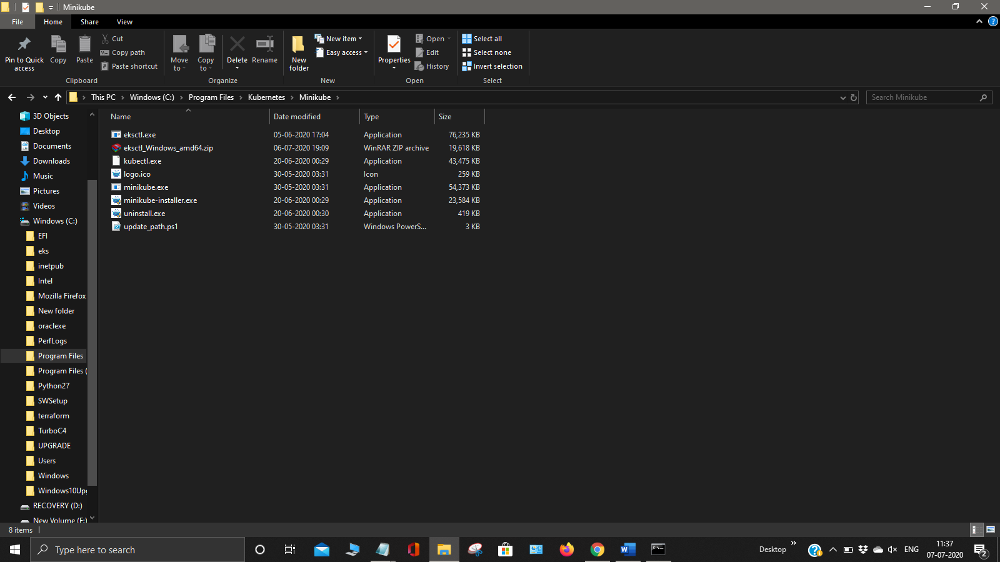 Minikube
File Home Share View
Pin to Quick access
Copy
Paste
Cut
Copy path
Paste shortcut
Clipboard
Move to
Copy to
Delete
Rename
Organize
New folder
New item
Easy access
New
Properties
Open
Edit
History
Open
Select all
Select none
Invert selection
Select
This PC > Windows (C:) > Program Files > Kubernetes > Minikube >
Search Minikube
Name Date modified Type Size
eksctl.exe 05-06-2020 17:04 Application 76,235 KB
eksctl_Windows_amd64.zip 06-07-2020 19:09 WinRAR ZIP archive 19,618 KB
kubectl.exe 20-06-2020 00:29 Application 43,475 KB
logo.ico 30-05-2020 03:31 Icon 259 KB
minikube.exe 30-05-2020 03:31 Application 54,373 KB
minikube-installer.exe 20-06-2020 00:29 Application 23,584 KB
uninstall.exe 20-06-2020 00:30 Application 419 KB
update_path.ps1 30-05-2020 03:31 Windows PowerS... 3 KB
3D Objects
Desktop
Documents
Downloads
Music
Pictures
Videos
Windows (C:)
EFI
eks
inetpub
Intel
Mozilla Firefox
New folder
oraclexe
PerfLogs
Program Files
Program Files (
Python27
SWSetup
terraform
TurboC4
UPGRADE
Users
Windows
Windows10Upg
RECOVERY (D:)
New Volume (E:)
8 items
Type here to search
Desktop
ENG
11:37
07-07-2020
2